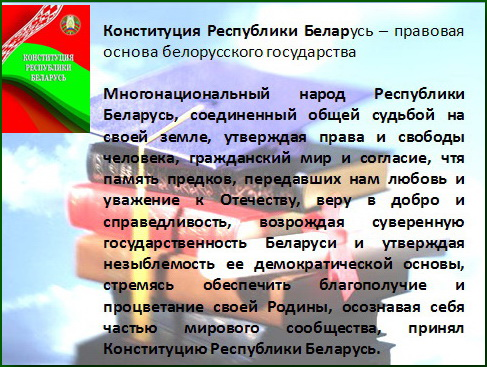 КОНСТИТУЦИЯ
РЕСПУБЛИКИ
БЕЛАРУСЬ
Конституция Республики Беларусь – правовая
основа белорусского государства
Многонациональный народ Республики
Беларусь, соединенный общей судьбой на
своей земле, утверждая права и свободы
человека, гражданский мир и согласие, чтя
память предков, передавших нам любовь и
уважение к Отечеству, веру в добро и
справедливость, возрождая суверенную
государственность Беларуси и утверждая
незыблемость ее демократической основы,
стремясь обеспечить благополучие и
процветание своей Родины, осознавая себя
частью мирового сообщества, принял
Конституцию Республики Беларусь.